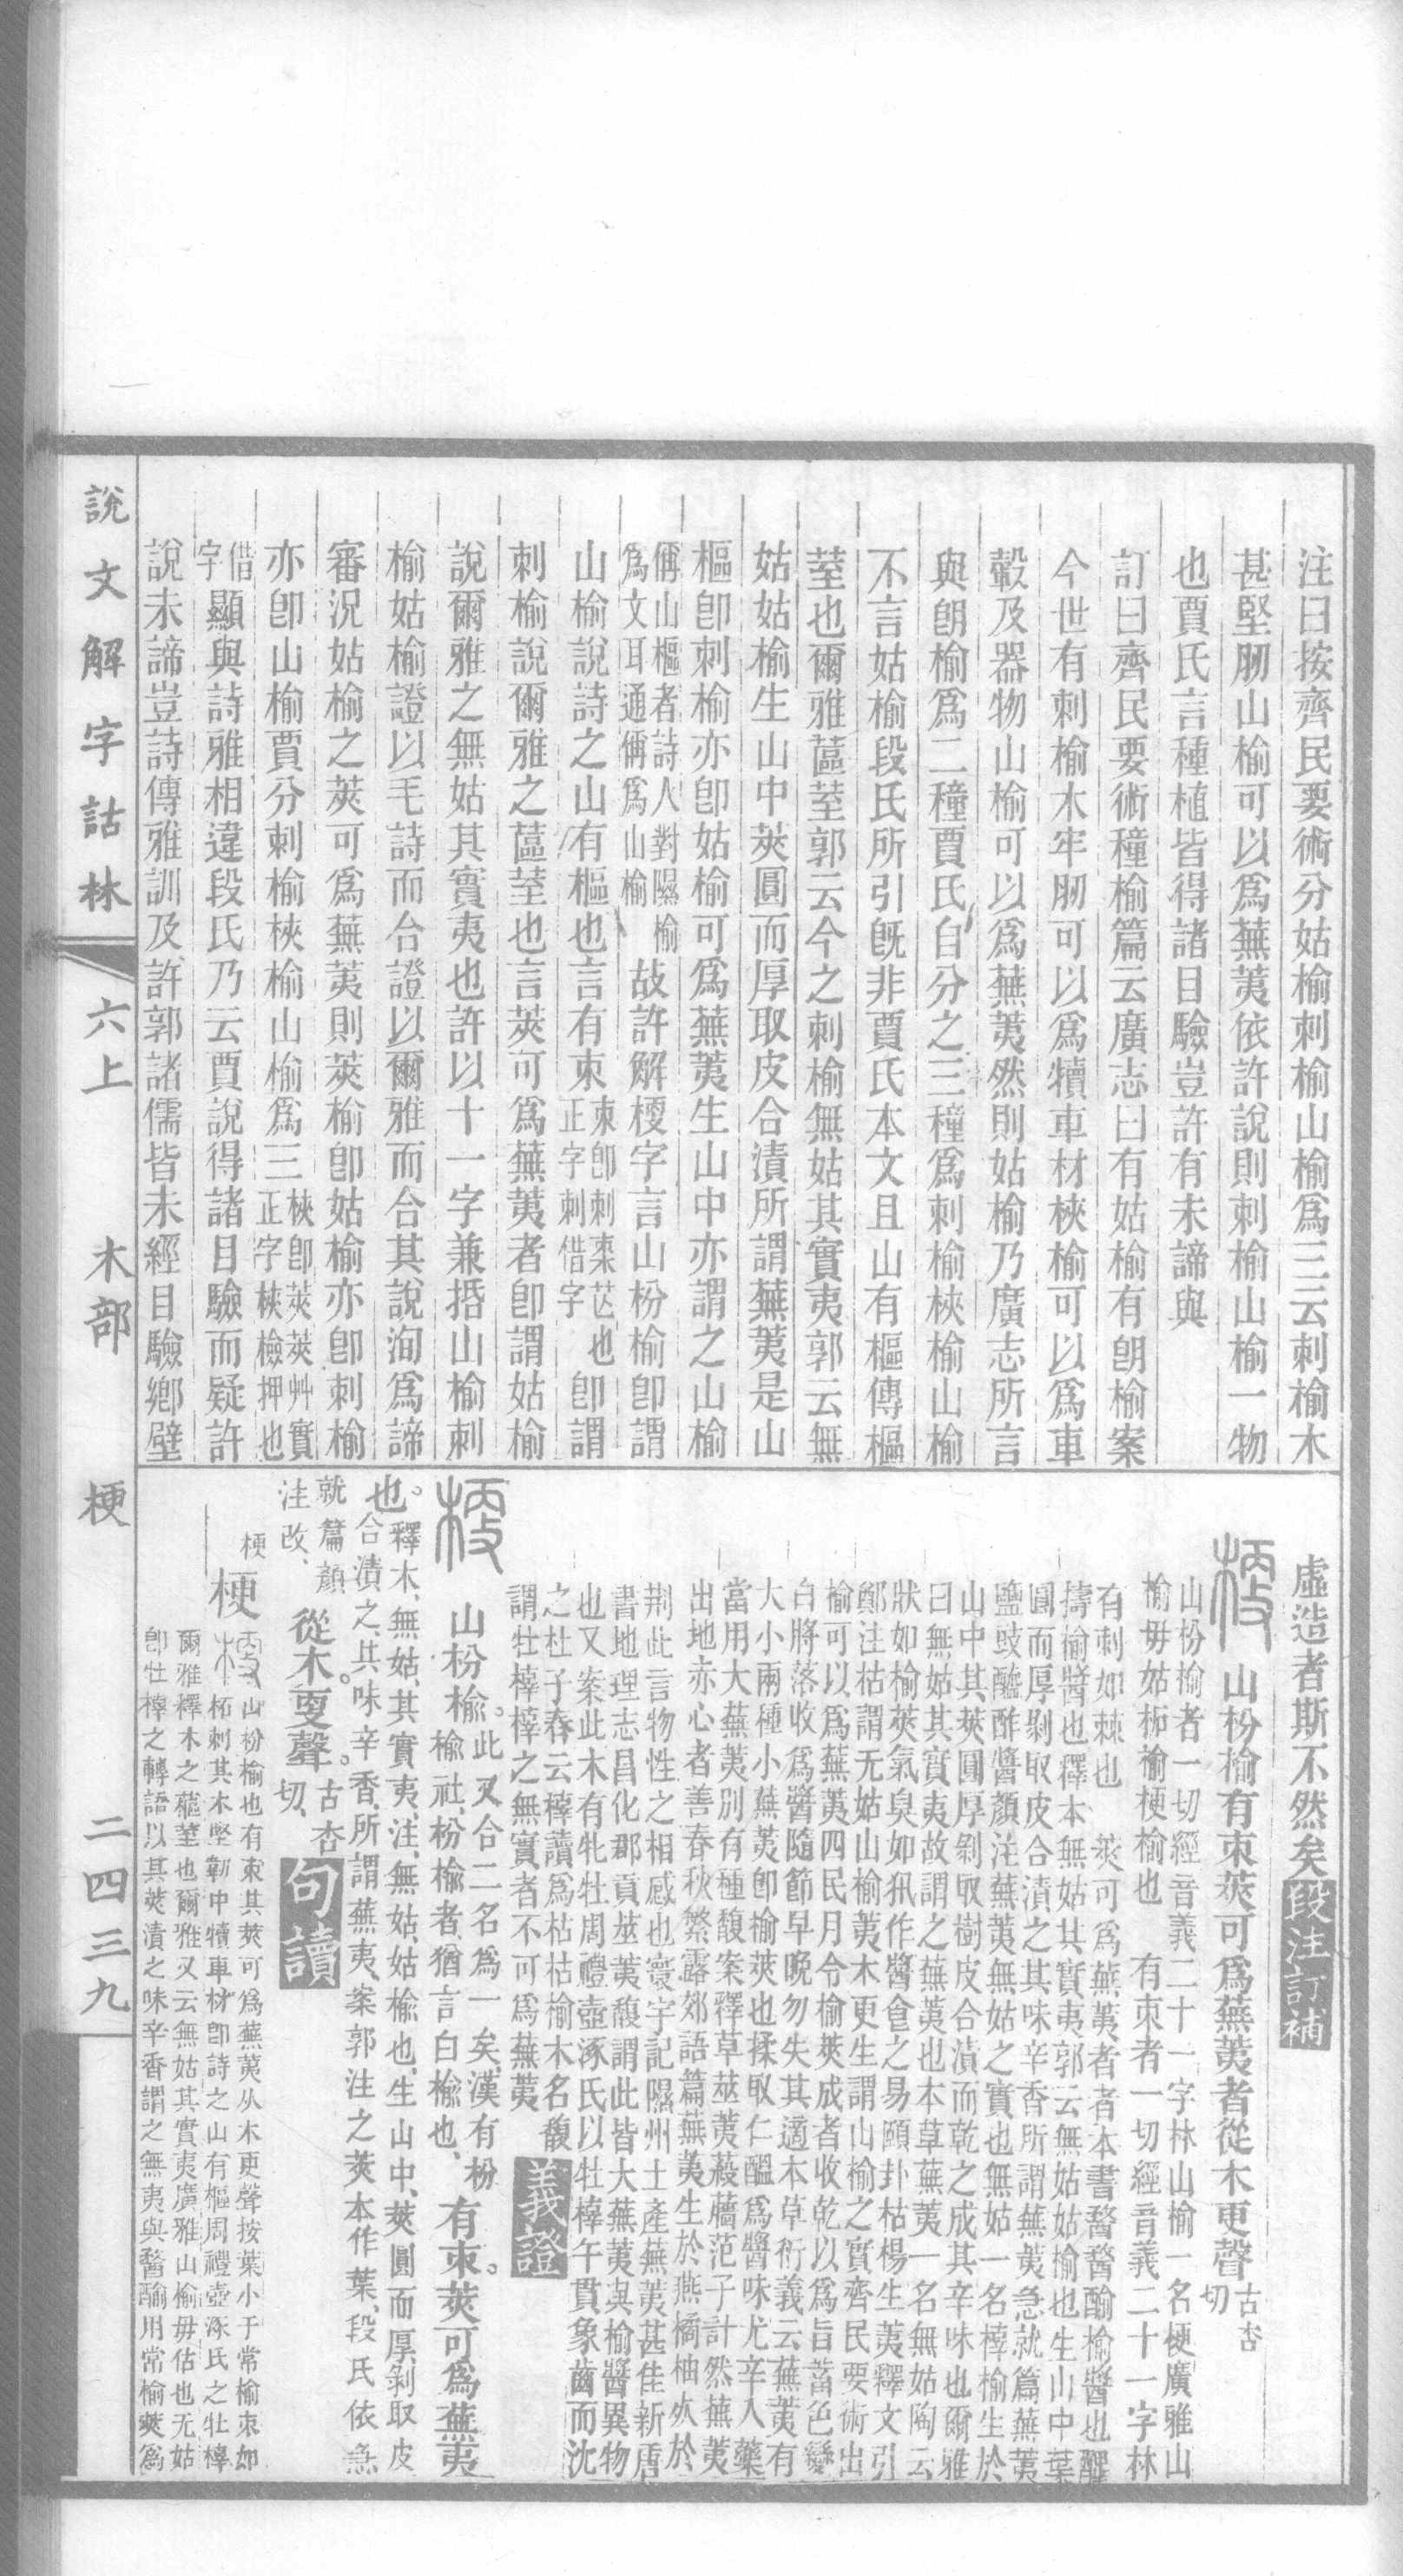 注曰按齊民要術分姑榆刺榆山榆爲三云刺榆木
甚堅肕山榆可以爲蕪荑依許說則刺榆山榆一物
也賈氏言種植皆得諸目驗豈許有未諦與
訂曰齊民要術種榆篇云廣志曰有姑榆有朗榆案
今世有刺榆木牢肕可以爲犢車材梜榆可以爲車
轂及器物山榆可以爲蕪荑然則姑榆乃廣志所言
與朗榆爲二種賈氏自分之三種爲刺榆梜榆山榆
不言姑榆段氏所引旣非賈氏本文且山有樞傳樞
荎也爾雅藲荎郭云今之刺榆無姑其實夷郭云無
姑姑榆生山中莢圓而厚取皮合漬所謂蕪荑是山
樞卽刺榆亦卽姑榆可爲蕪荑生山中亦謂之山榆
偁山樞者詩人對隰榆
爲文耳通偁爲山榆
故許解梗字言山枌榆卽謂
山榆說詩之山有樞也言有朿
朿卽刺朿莣也
正字刺借字
卽謂
刺榆說爾雅之藲荎也言莢可爲蕪荑者卽謂姑榆
說爾雅之無姑其實夷也許以十一字兼捪山榆刺
榆姑榆證以毛詩而合證以爾雅而合其說洵爲諦
審況姑榆之莢可爲蕪荑則莢榆卽姑榆亦卽刺榆
亦卽山榆賈分刺榆梜榆山榆爲三
梜卽莢莢艸實
正字梜檢押也
借
字
顯與詩雅相違段氏乃云賈說得諸目驗而疑許
說未諦豈詩傳雅訓及許郭諸儒皆未經目驗鄉壁
虛造者斯不然矣 段注訂補
山枌榆有朿莢可爲蕪荑者從木更聲
古杏
切
山枌榆者一切經音義二十一字林山榆一名梗廣雅山
榆毋姑柘榆梗榆也 有朿者一切經音義二十一字林
有刺如棘也 莢可爲蕪荑者者本書䤅䤅醶榆醬也醳
擣榆醬也釋木無姑其實夷郭云無姑姑榆也生山中葉
圓而厚剝取皮合漬之其味辛香所謂蕪荑急就篇蕪荑
鹽豉醯酢醬顏注蕪荑無姑之實也無姑一名橭榆生於
山中其莢圓厚剝取樹皮合漬而乾之成其辛味也爾雅
曰無姑其實夷故謂之蕪荑也本草蕪荑一名無姑陶云
狀如榆莢氣臭如犱作醬食之易頤卦枯楊生荑釋文引
鄭注枯謂无姑山榆荑木更生謂山榆之實齊民要術出
榆可以爲蕪荑四民月令榆莢成者收乾以爲旨蓄色變
白將落收爲醬隨節早晚勿失其適本草衍義云蕪荑有
大小兩種小蕪荑卽榆莢也揉取仁醞爲醬味尤辛入藥
當用大蕪荑別有種馥案釋草莁荑蔱蘠范子計然蕪荑
出地赤心者善春秋繁露郊語篇蕪荑生於燕橘柚於
荆此言物性之相感也寰宇記隰州土產蕪荑甚佳新唐
書地理志昌化郡貢莁荑馥謂此皆大蕪荑與榆醬異物
也又案此木有牝牡周禮壺涿氏以牡橭午貫象齒而沈
之杜子春云橭讀爲枯枯榆木名馥
謂牡橭橭之無實者不可爲蕪荑 義證
山枌榆。
此又合二名爲一矣漢有枌
榆社枌榆者猶言白榆也
有朿。莢可爲蕪荑
也。
釋木無姑其實夷注無姑姑榆也生山中莢圓而厚剝取皮
合漬之其味辛香所謂蕪荑案郭注之莢本作葉段氏依急
就篇顏
注改
從木。㪅聲。
古杏
切
句讀
梗
梗 山枌榆也有朿其莢可爲蕪荑从木更聲按葉小于常榆朿如
柘刺其木堅韌中犢車材卽詩之山有樞周禮壺涿氏之牡橭
爾雅釋木之藲荎也爾雅又云無姑其實夷廣雅山榆毋估也无姑
卽牡橭之轉語以其莢漬之味辛香謂之無夷與䤅醶用常榆莢爲
說文解字詁林 六上 木部 梗 二四三九